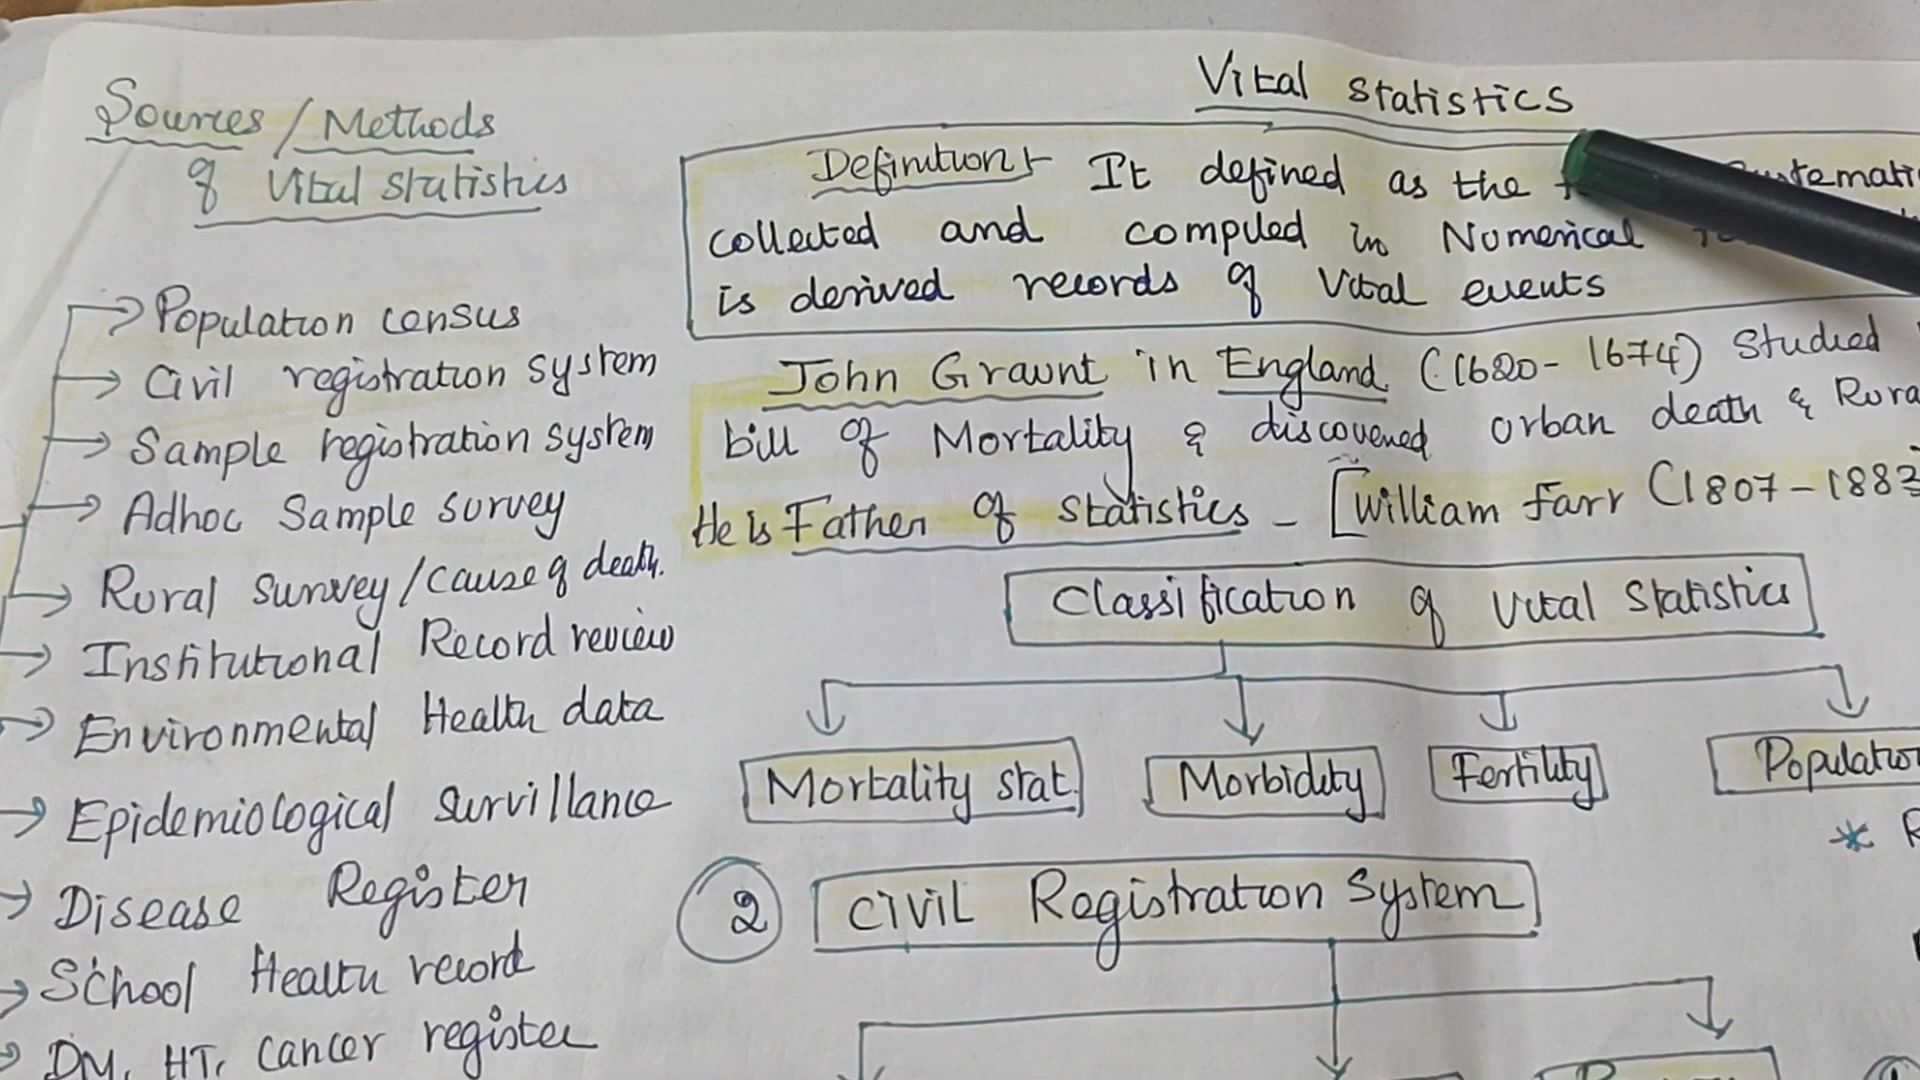 Sources / Methods
of Vital statistics
→ Population census
→ Civil registration system
→ Sample registration system
→ Adhoc Sample survey
→ Rural survey / cause of death.
→ Institutional Record review
→ Environmental Health data
→ Epidemiological survillance
→ Disease Register
→ School Health record
→ DM, HT, cancer register
Vital statistics
Definition:- It defined as the
collected and compiled in Numerical
is derived records of Vital events
John Graunt in England (1620-1674) Studied
bill of Mortality & discovered urban death &
He is Father of statistics - [William Farr (1807-1883
Classification of Vital Statistics
Mortality stat. Morbidity Fertility
*
2 Civil Registration System